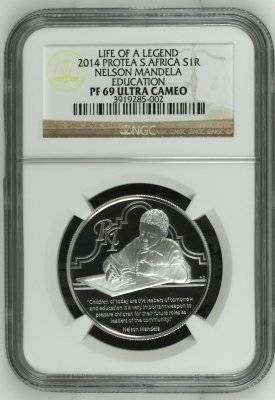 LIFE OF A LEGEND
2014 PROTEA S.AFRICA S1R
NELSON MANDELA
EDUCATION
PF 69 ULTRA CAMEO
3919285-002
NGC
R1
"Children of today are the leaders of tomorrow
and education is a very important weapon to
prepare children for their future roles as
leaders of the community."
Nelson Mandela